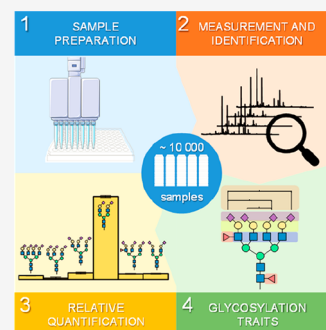 1 SAMPLE
PREPARATION
2 MEASUREMENT AND
IDENTIFICATION
~ 10 000
samples
3 RELATIVE
QUANTIFICATION
4 GLYCOSYLATION
TRAITS